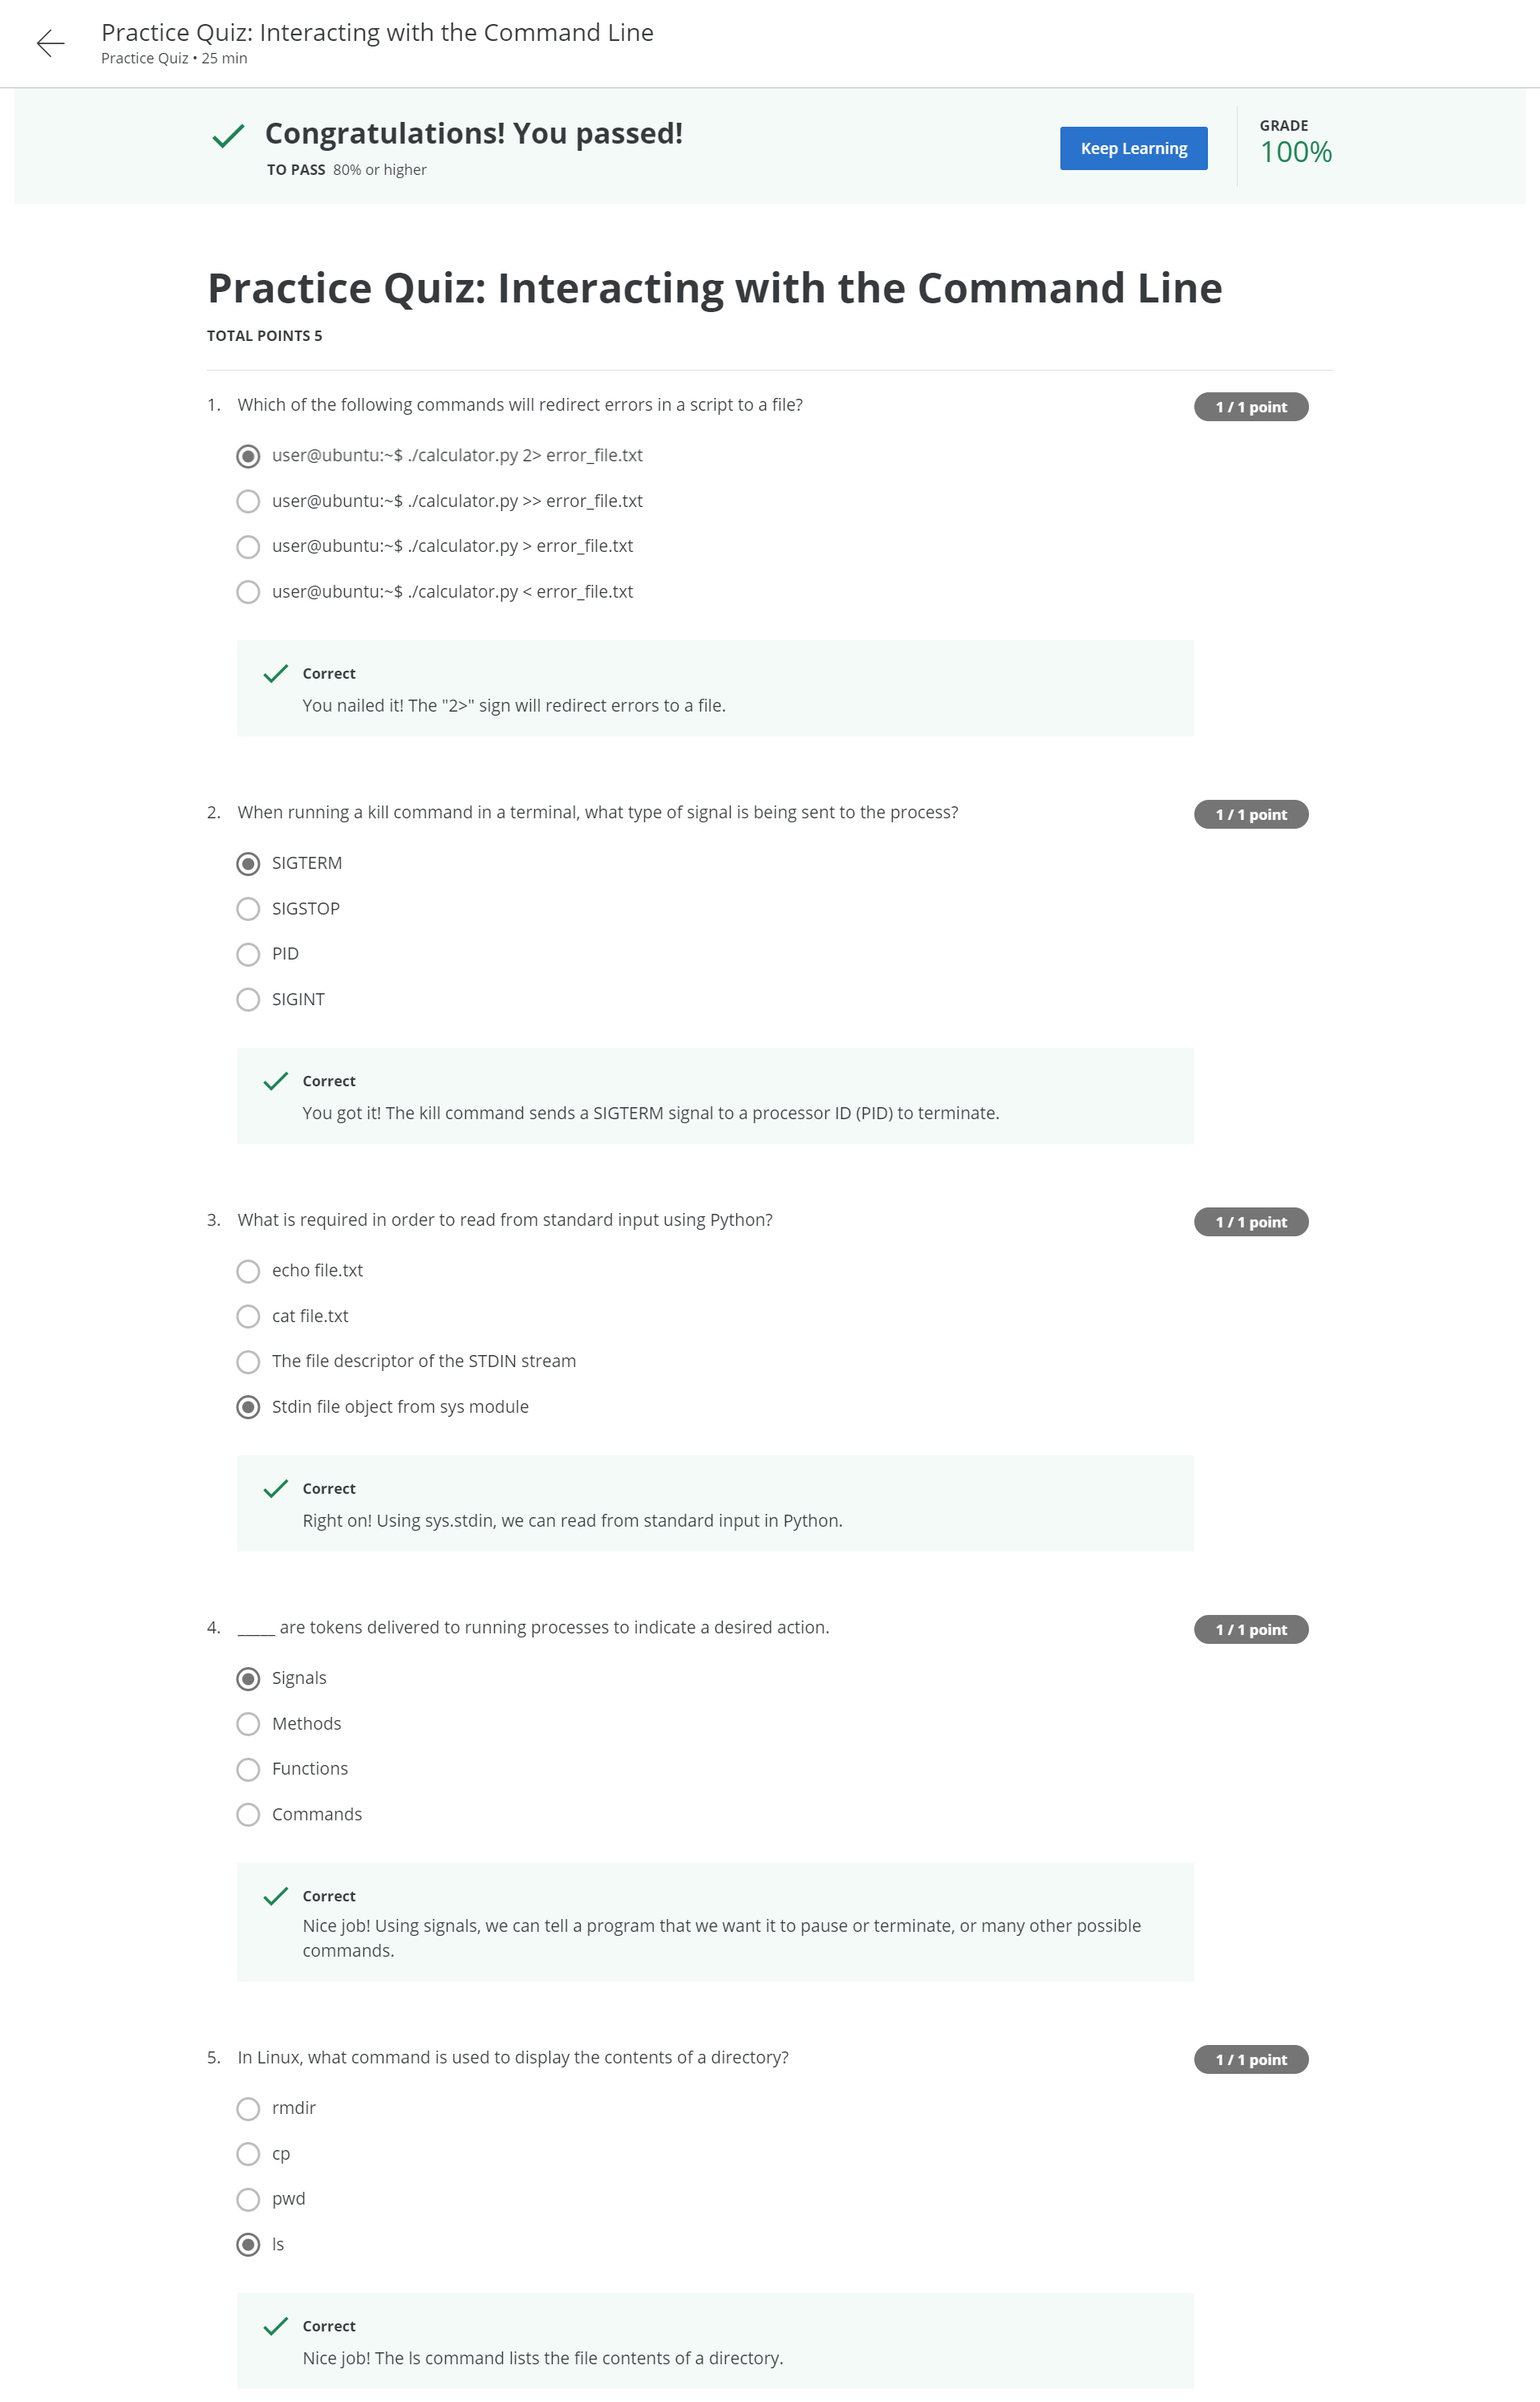 Practice Quiz: Interacting with the Command Line
Practice Quiz • 25 min
Congratulations! You passed!
TO PASS 80% or higher
Keep Learning
GRADE
100%
Practice Quiz: Interacting with the Command Line
TOTAL POINTS 5
1. Which of the following commands will redirect errors in a script to a file?
1 / 1 point
user@ubuntu:~$ ./calculator.py 2> error_file.txt
user@ubuntu:~$ ./calculator.py >> error_file.txt
user@ubuntu:~$ ./calculator.py > error_file.txt
user@ubuntu:~$ ./calculator.py < error_file.txt
Correct
You nailed it! The "2>" sign will redirect errors to a file.
2. When running a kill command in a terminal, what type of signal is being sent to the process?
1 / 1 point
SIGTERM
SIGSTOP
PID
SIGINT
Correct
You got it! The kill command sends a SIGTERM signal to a processor ID (PID) to terminate.
3. What is required in order to read from standard input using Python?
1 / 1 point
echo file.txt
cat file.txt
The file descriptor of the STDIN stream
Stdin file object from sys module
Correct
Right on! Using sys.stdin, we can read from standard input in Python.
4. _____ are tokens delivered to running processes to indicate a desired action.
1 / 1 point
Signals
Methods
Functions
Commands
Correct
Nice job! Using signals, we can tell a program that we want it to pause or terminate, or many other possible
commands.
5. In Linux, what command is used to display the contents of a directory?
1 / 1 point
rmdir
cp
pwd
ls
Correct
Nice job! The ls command lists the file contents of a directory.